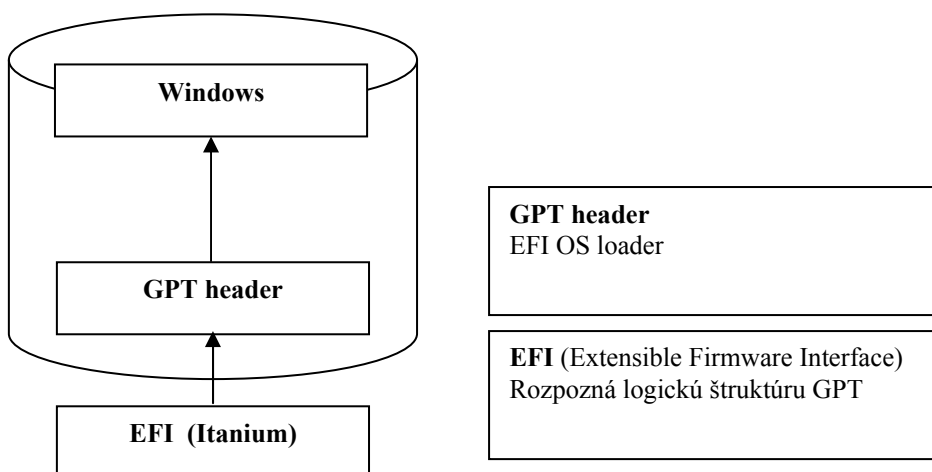 Windows
GPT header
EFI (Itanium)
GPT header
EFI OS loader
EFI (Extensible Firmware Interface)
Rozpozná logickú štruktúru GPT